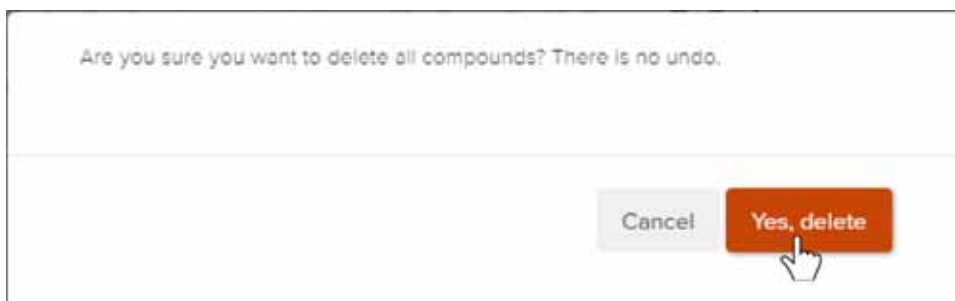 Are you sure you want to delete all compounds? There is no undo.
Cancel
Yes, delete